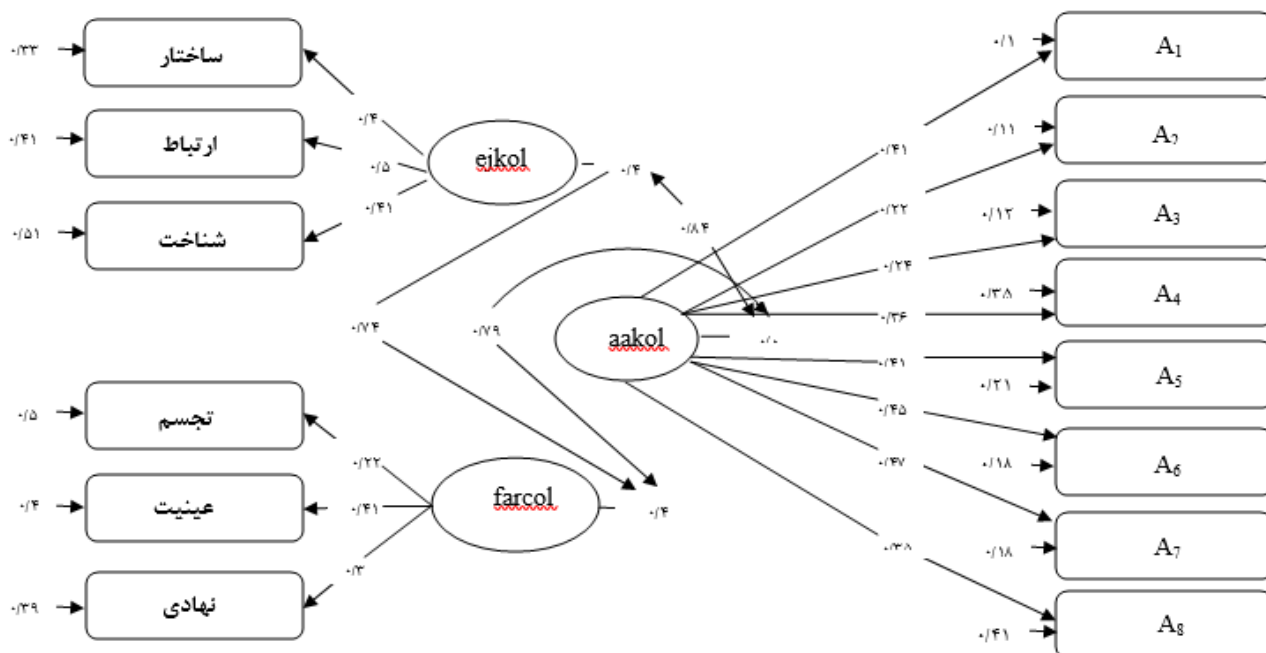 ۰/۳۳
ساختار
۰/۴۱
ارتباط
۰/۵۱
شناخت
۰/۴
۰/۵
۰/۴۱
ejkol
۰/۴
۰/۸۴
۰/۷۴
۰/۷۹
aakol
۰/۰
۰/۵
تجسم
۰/۴
عینیت
۰/۳۹
نهادی
۰/۲۲
۰/۴۱
۰/۳
farcol
۰/۴
۰/۴۱
۰/۲۲
۰/۲۴
۰/۳۶
۰/۴۱
۰/۴۵
۰/۴۷
۰/۳۸
۰/۱
A₁
۰/۱۱
A₂
۰/۱۲
A₃
۰/۳۸
A₄
۰/۲۱
A₅
۰/۱۸
A₆
۰/۱۸
A₇
۰/۴۱
A₈